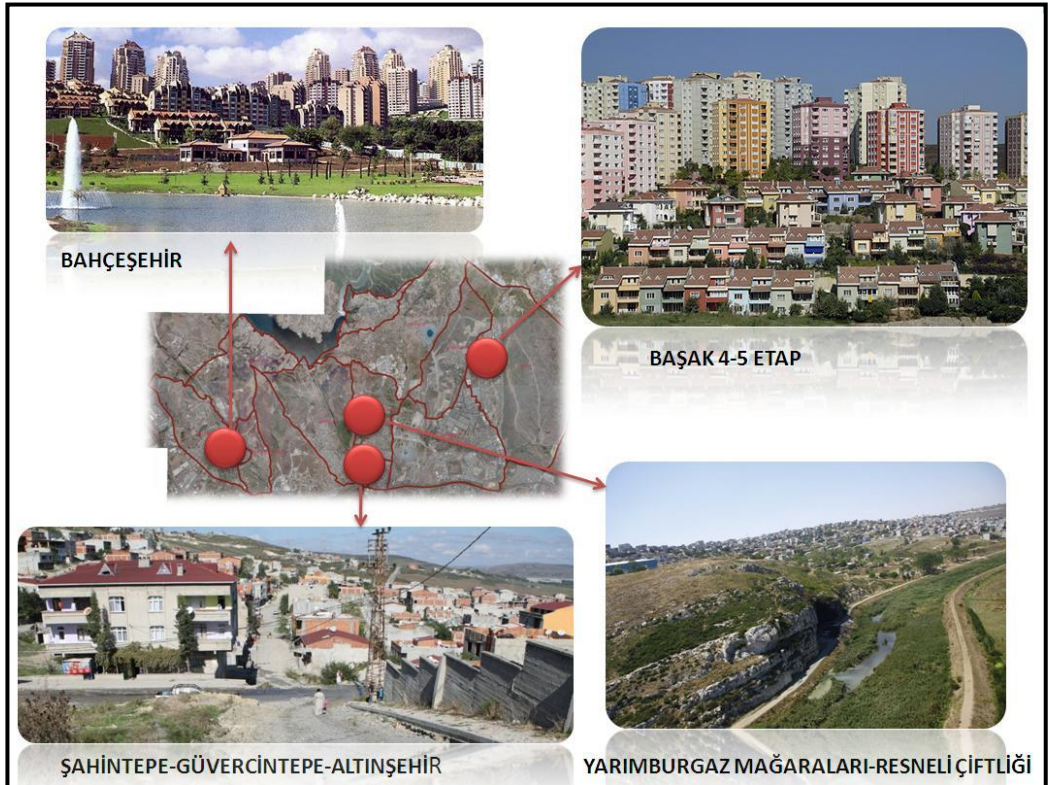 BAHÇEŞEHİR
BAŞAK 4-5 ETAP
ŞAHİNTEPE-GÜVERCİNTEPE-ALTINŞEHİR
YARIMBURGAZ MAĞARALARI-RESNELİ ÇİFTLİĞİ